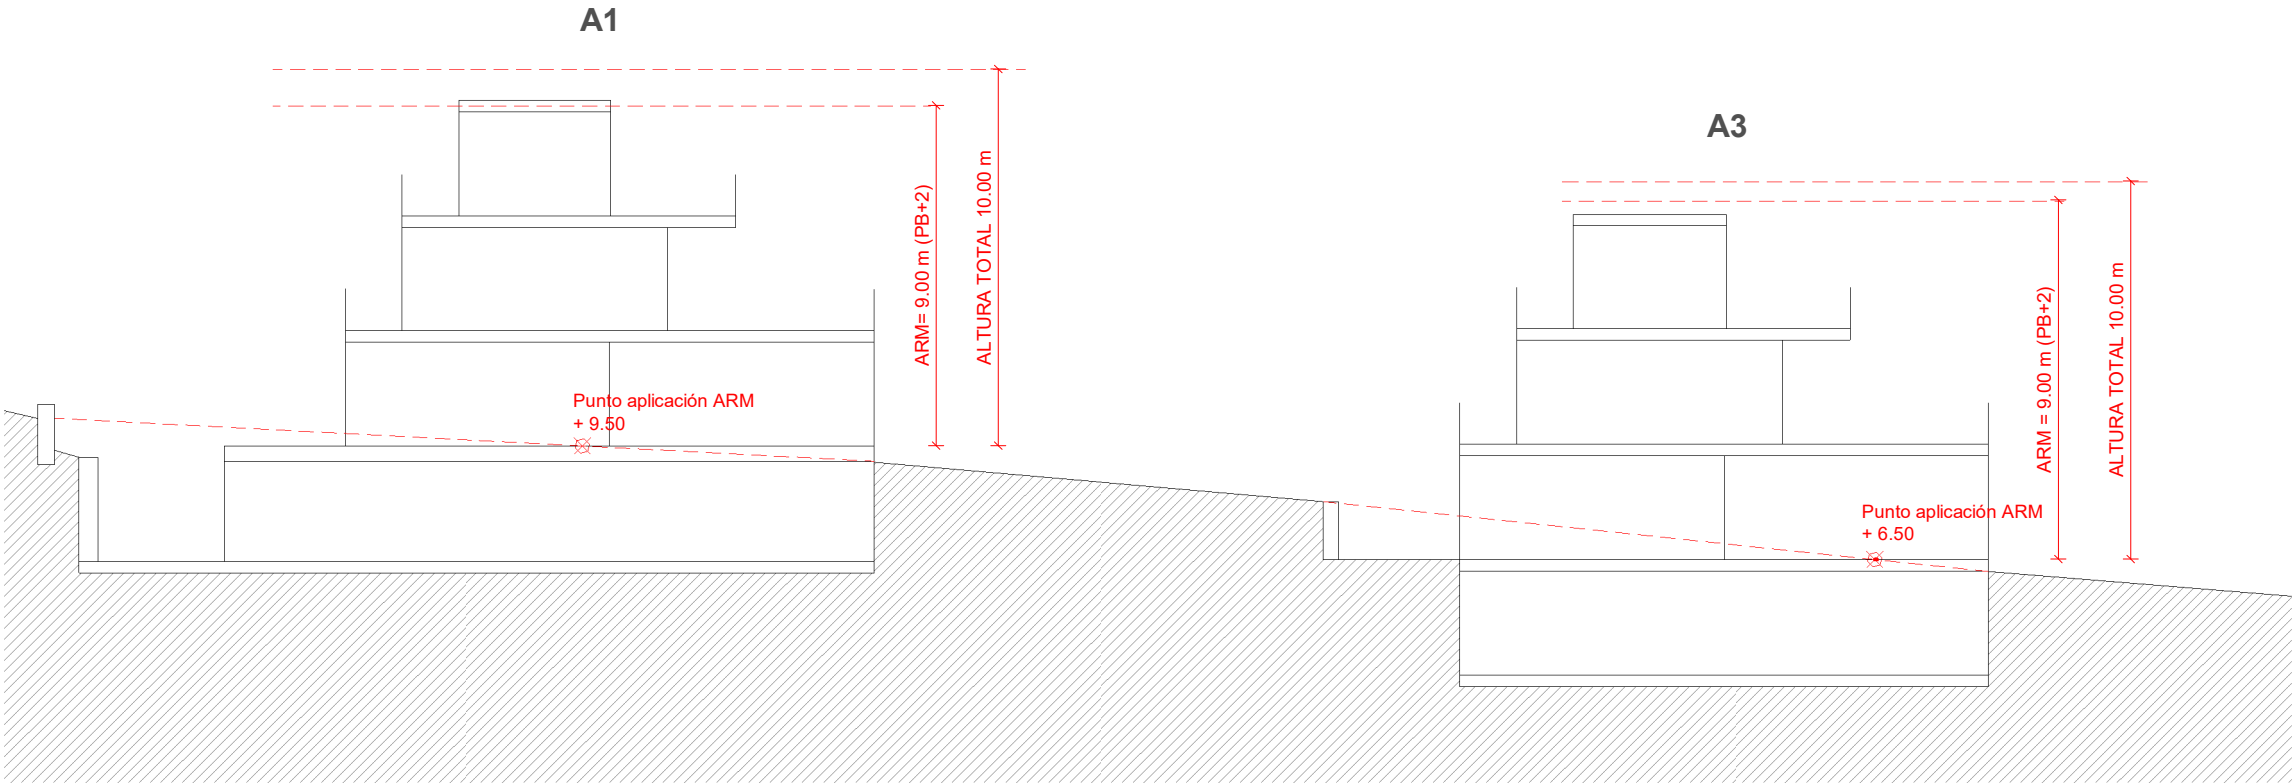 A1
ARM= 9.00 m (PB+2)
ALTURA TOTAL 10.00 m
Punto aplicación ARM
+ 9.50
A3
ARM = 9.00 m (PB+2)
ALTURA TOTAL 10.00 m
Punto aplicación ARM
+ 6.50